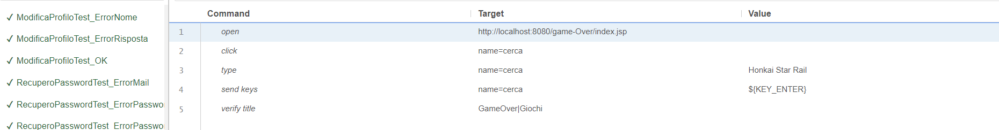 ✓ ModificaProfiloTest_ErrorNome
✓ ModificaProfiloTest_ErrorRisposta
✓ ModificaProfiloTest_OK
✓ RecuperoPasswordTest_ErrorMail
✓ RecuperoPasswordTest_ErrorPasswo
✓ RecuperoPasswordTest_ErrorPasswo
Command Target Value
1 open http://localhost:8080/game-Over/index.jsp
2 click name=cerca
3 type name=cerca Honkai Star Rail
4 send keys name=cerca ${KEY_ENTER}
5 verify title GameOver|Giochi